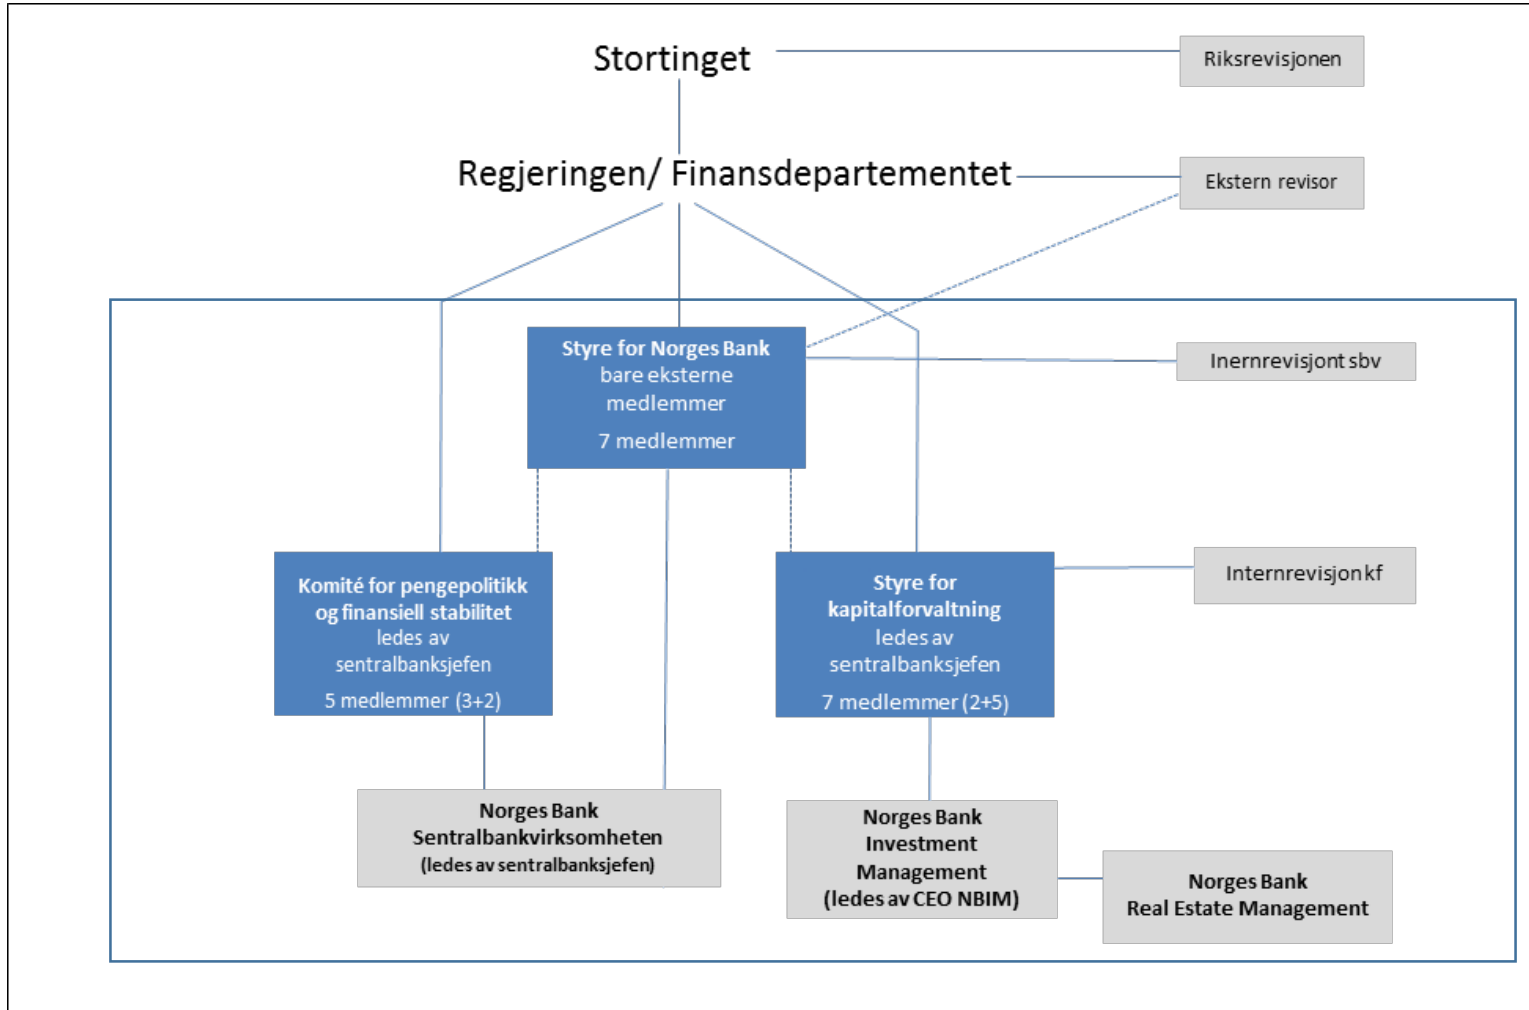 Stortinget
Riksrevisjonen
Regjeringen/ Finansdepartementet
Ekstern revisor
Styre for Norges Bank
bare eksterne
medlemmer
7 medlemmer
Inernrevisjont sbv
Komité for pengepolitikk
og finansiell stabilitet
ledes av
sentralbanksjefen
5 medlemmer (3+2)
Styre for
kapitalforvaltning
ledes av
sentralbanksjefen
7 medlemmer (2+5)
Internrevisjon kf
Norges Bank
Sentralbankvirksomheten
(ledes av sentralbanksjefen)
Norges Bank
Investment
Management
(ledes av CEO NBIM)
Norges Bank
Real Estate Management